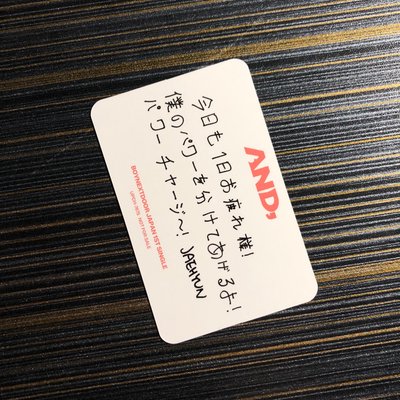 AND,
今日も1日お疲れ様!
僕のパワーを分けてあげるよ!
パワーチャージ〜! JAEHYUN
BOYNEXTDOOR JAPAN 1ST SINGLE